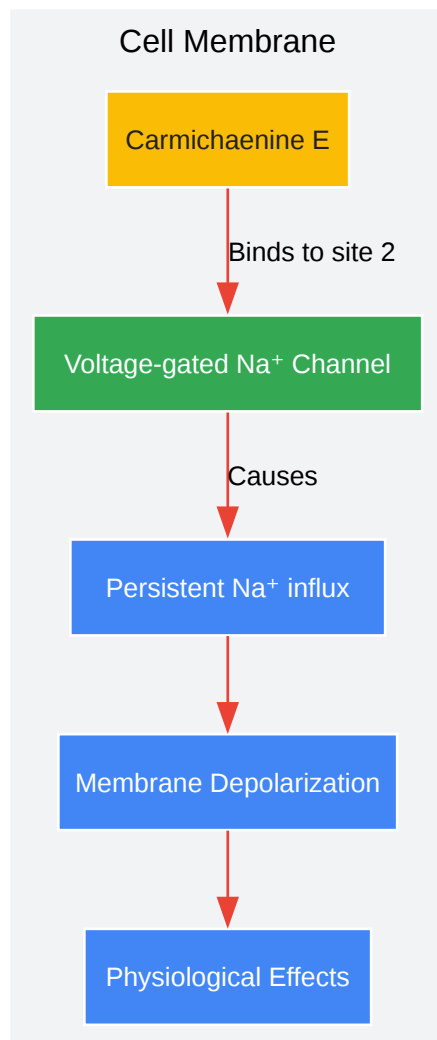 Cell Membrane
Carmichaenine E
Binds to site 2
Voltage-gated Na⁺ Channel
Causes
Persistent Na⁺ influx
Membrane Depolarization
Physiological Effects